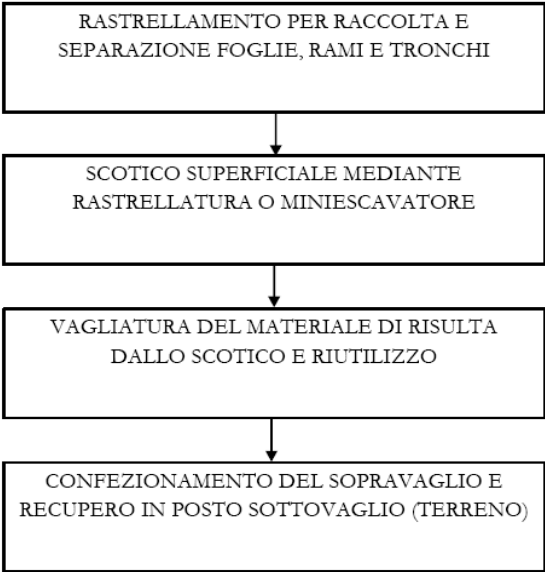 RASTRELLAMENTO PER RACCOLTA E
SEPARAZIONE FOGLIE, RAMI E TRONCHI
SCOTICO SUPERFICIALE MEDIANTE
RASTRELLATURA O MINIESCAVATORE
VAGLIATURA DEL MATERIALE DI RISULTA
DALLO SCOTICO E RIUTILIZZO
CONFEZIONAMENTO DEL SOPRAVAGLIO E
RECUPERO IN POSTO SOTTOVAGLIO (TERRENO)